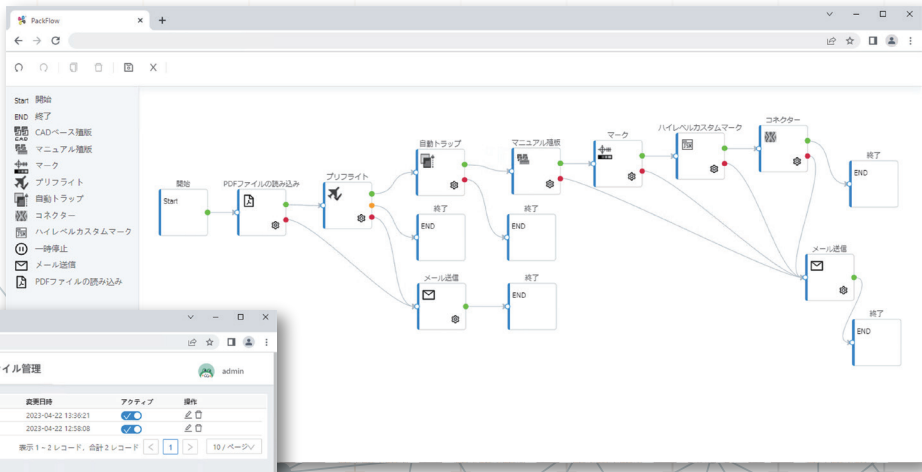 PackFlow
Start 開始
END 終了
CAD CADベース殖版
マニュアル殖版
マーク
プリフライト
自動トラップ
コネクター
ハイレベルカスタムマーク
一時停止
メール送信
PDFファイルの読み込み
開始
Start
PDFファイルの読み込み
プリフライト
自動トラップ
マニュアル殖版
マーク
ハイレベルカスタムマーク
コネクター
終了
END
終了
END
終了
END
メール送信
終了
END
メール送信
終了
END
イル管理
admin
変更日時 アクティブ 操作
2023-04-22 13:36:21
2023-04-22 12:58:08
表示 1 ~ 2 レコード、合計 2 レコード < 1 > 10 / ページ